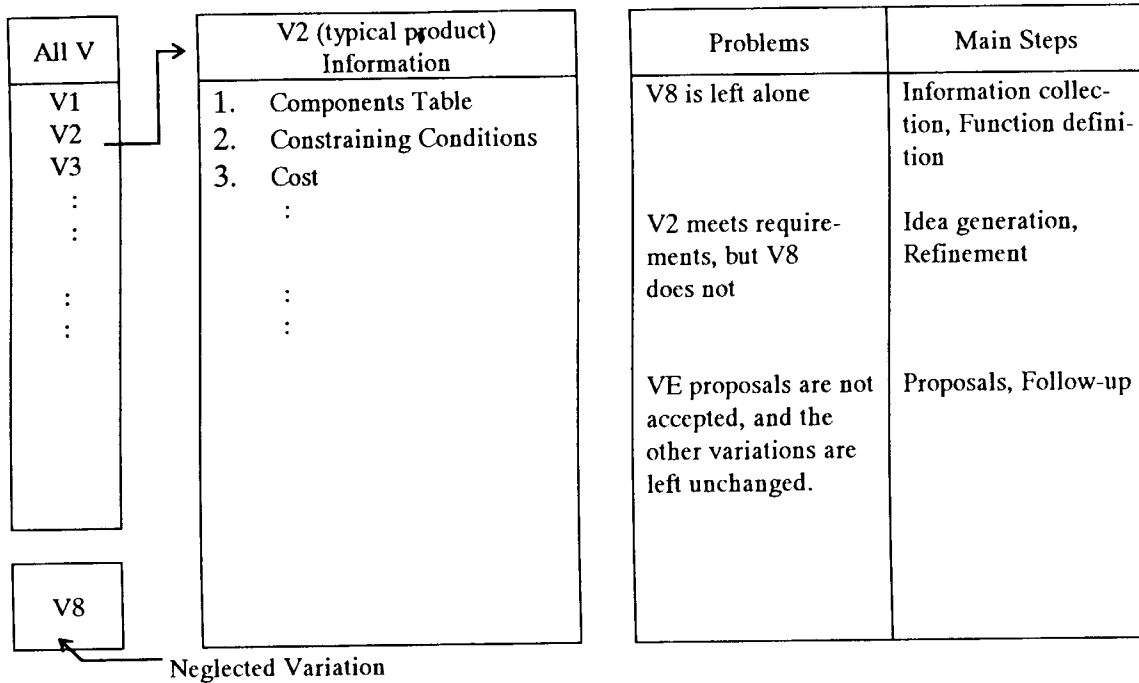 All V
V1
V2
V3
:
:
:
:
V8
Neglected Variation
V2 (typical product)
Information
1. Components Table
2. Constraining Conditions
3. Cost
:
:
:
Problems
Main Steps
V8 is left alone
Information collec-
tion, Function defini-
tion
V2 meets require-
ments, but V8
does not
Idea generation,
Refinement
VE proposals are not
accepted, and the
other variations are
left unchanged.
Proposals, Follow-up